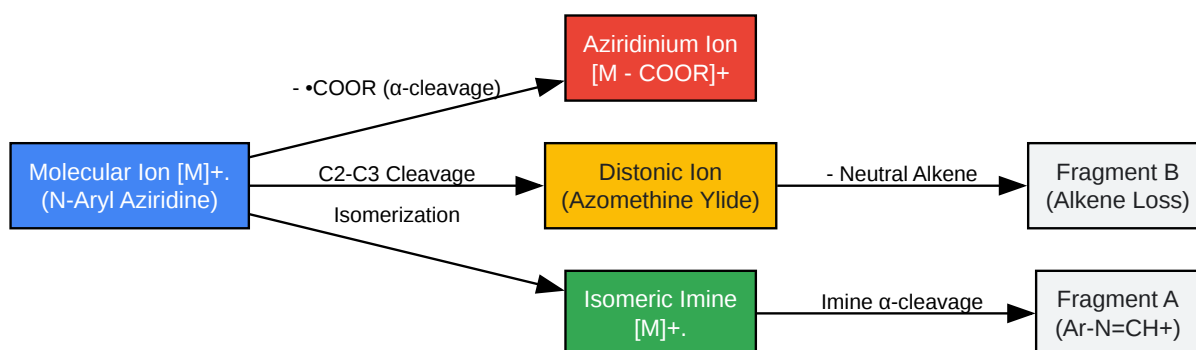 Aziridinium Ion
[M - COOR]+
- •COOR (α-cleavage)
Molecular Ion [M]+.
(N-Aryl Aziridine)
C2-C3 Cleavage
Distonic Ion
(Azomethine Ylide)
- Neutral Alkene
Fragment B
(Alkene Loss)
Isomerization
Isomeric Imine
[M]+.
Imine α-cleavage
Fragment A
(Ar-N=CH+)